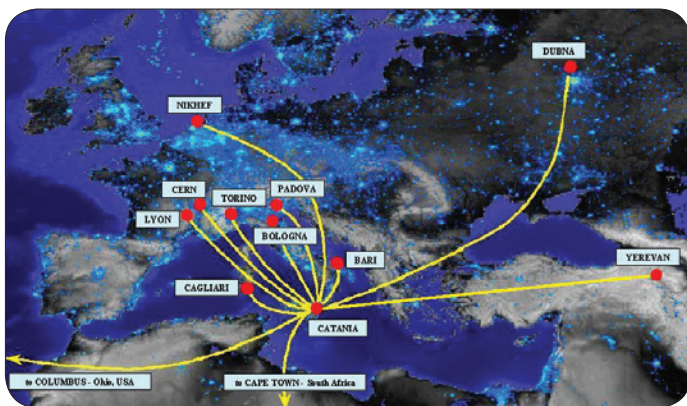 DUBNA
NIKHEF
CERN
TORINO
PADOVA
LYON
BOLOGNA
BARI
YEREVAN
CAGLIARI
CATANIA
to COLUMBUS - Ohio, USA
to CAPE TOWN - South Africa